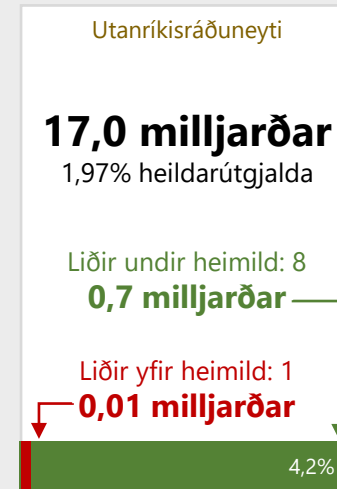 Utanríkisráðuneyti
17,0 milljarðar
1,97% heildarútgjalda
Liðir undir heimild: 8
0,7 milljarðar
Liðir yfir heimild: 1
0,01 milljarðar
4,2%